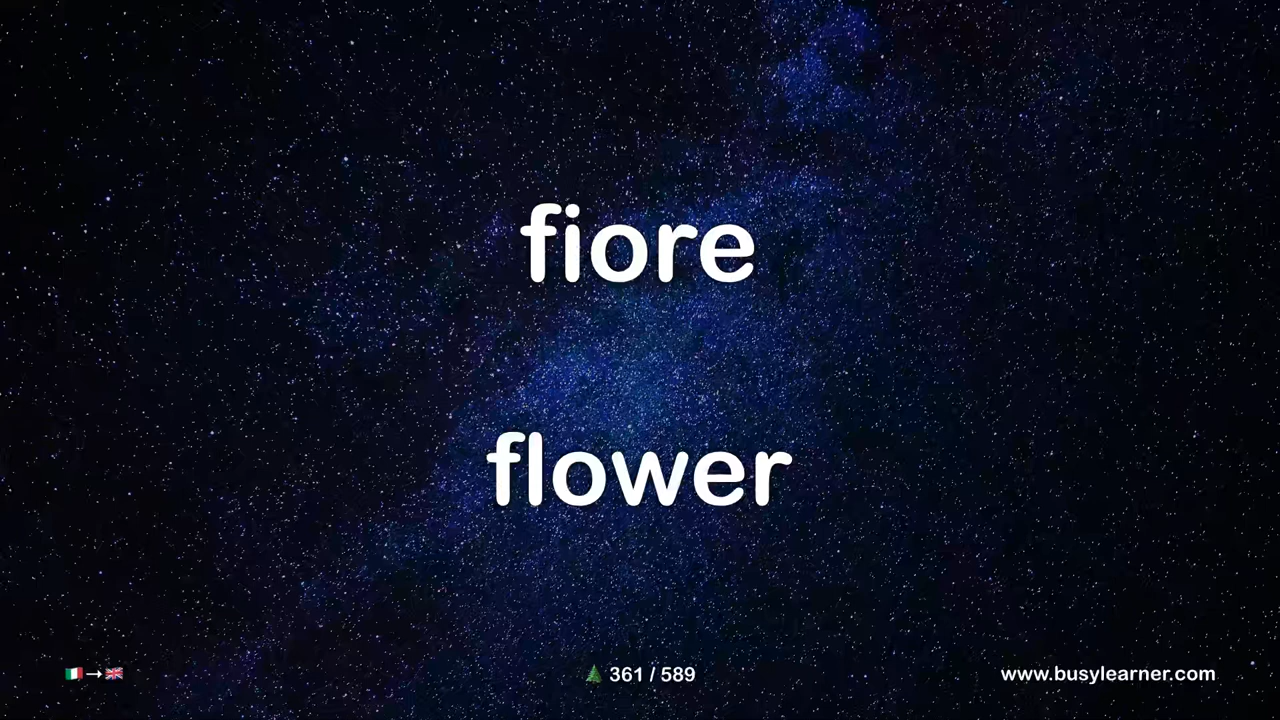 fiore
flower
🇮🇹→🇬🇧
🌲 361 / 589
www.busylearner.com